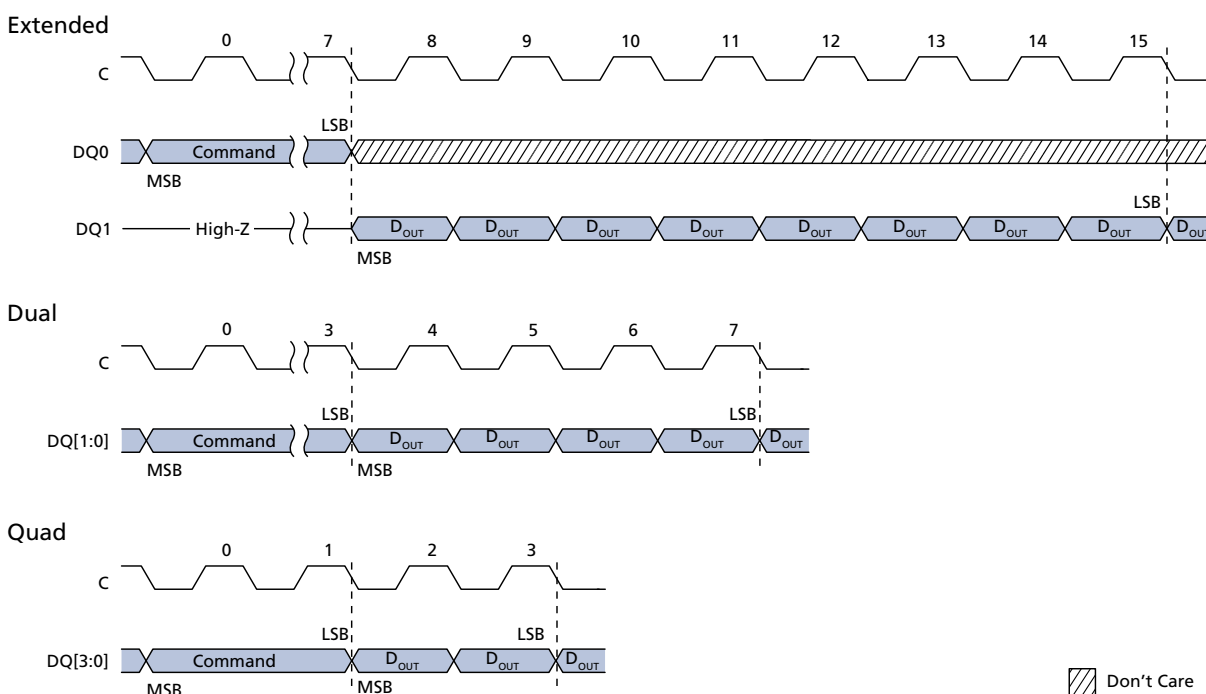 Extended
0 7 8 9 10 11 12 13 14 15
C
LSB
DQ0 Command
MSB
LSB
DQ1 High-Z DOUT DOUT DOUT DOUT DOUT DOUT DOUT DOUT DOUT
MSB
Dual
0 3 4 5 6 7
C
LSB LSB
DQ[1:0] Command DOUT DOUT DOUT DOUT DOUT
MSB MSB
Quad
0 1 2 3
C
LSB LSB
DQ[3:0] Command DOUT DOUT DOUT
MSB MSB
Don't Care